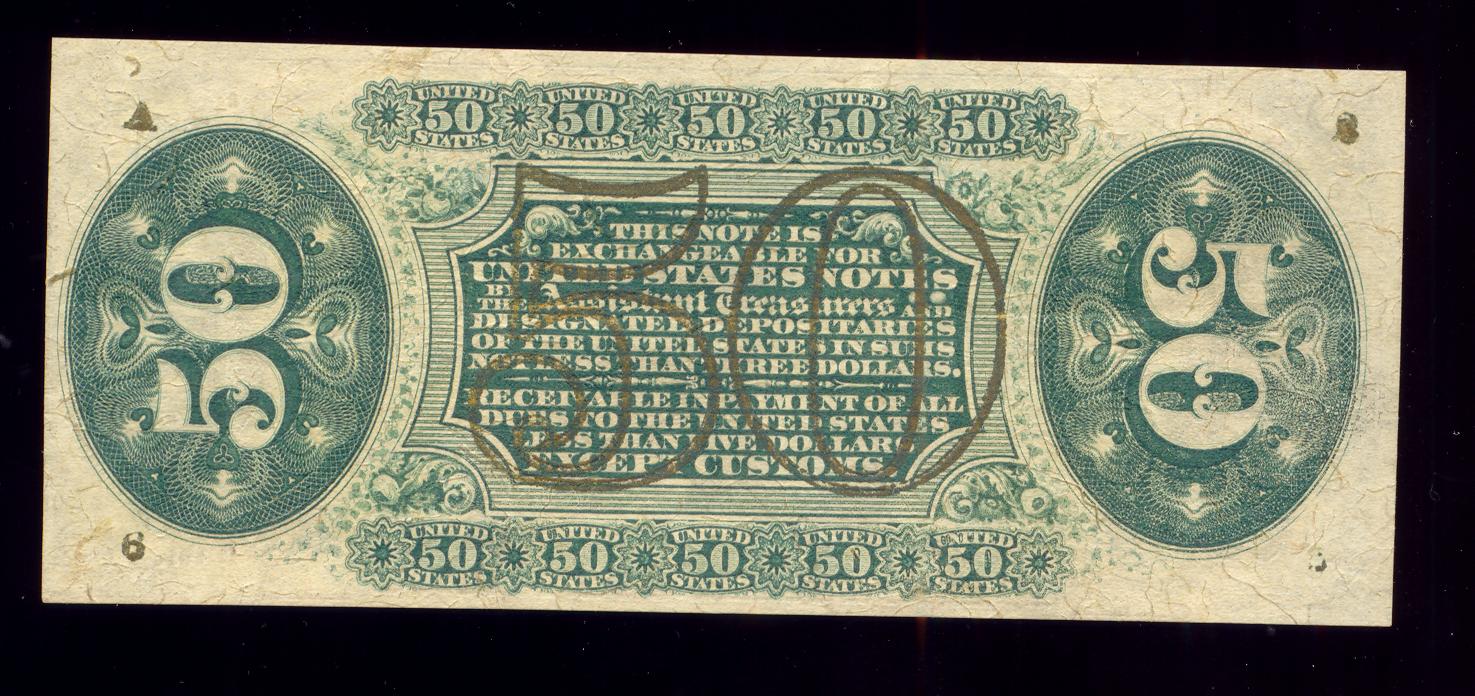 UNITED 50 STATES UNITED 50 STATES UNITED 50 STATES UNITED 50 STATES UNITED 50 STATES
A
50
50
50
THIS NOTE IS
EXCHANGEABLE FOR
UNITED STATES NOTES
BY
THE Assistant Treasurers AND
DESIGNATED DEPOSITARIES
OF THE UNITED STATES IN SUMS
NOT LESS THAN THREE DOLLARS.
RECEIVABLE IN PAYMENT OF ALL
DUES TO THE UNITED STATES
LESS THAN FIVE DOLLARS
EXCEPT CUSTOMS.
6
UNITED 50 STATES UNITED 50 STATES UNITED 50 STATES UNITED 50 STATES UNITED 50 STATES